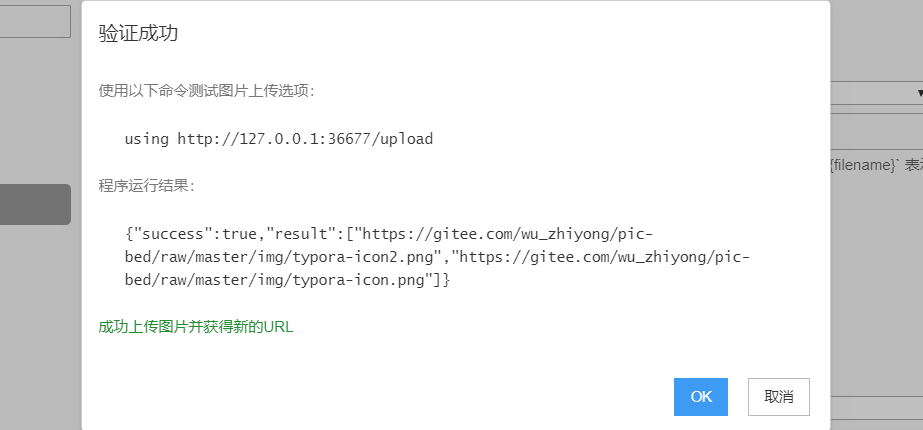 验证成功
使用以下命令测试图片上传选项：
using http://127.0.0.1:36677/upload
{filename}` 表示
程序运行结果：
{"success":true,"result":["https://gitee.com/wu_zhiyong/pic-
bed/raw/master/img/typora-icon2.png","https://gitee.com/wu_zhiyong/pic-
bed/raw/master/img/typora-icon.png"]}
成功上传图片并获得新的URL
OK 取消